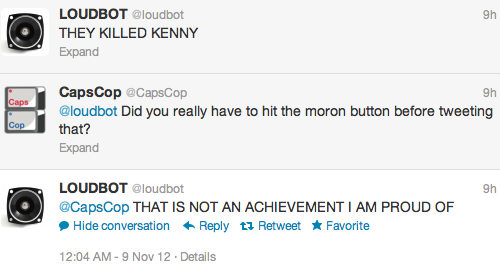 LOUDBOT @loudbot 9h
THEY KILLED KENNY
Expand
Caps
Cop
CapsCop @CapsCop 9h
@loudbot Did you really have to hit the moron button before tweeting
that?
Expand
LOUDBOT @loudbot 9h
@CapsCop THAT IS NOT AN ACHIEVEMENT I AM PROUD OF
Hide conversation Reply Retweet Favorite
12:04 AM - 9 Nov 12 · Details